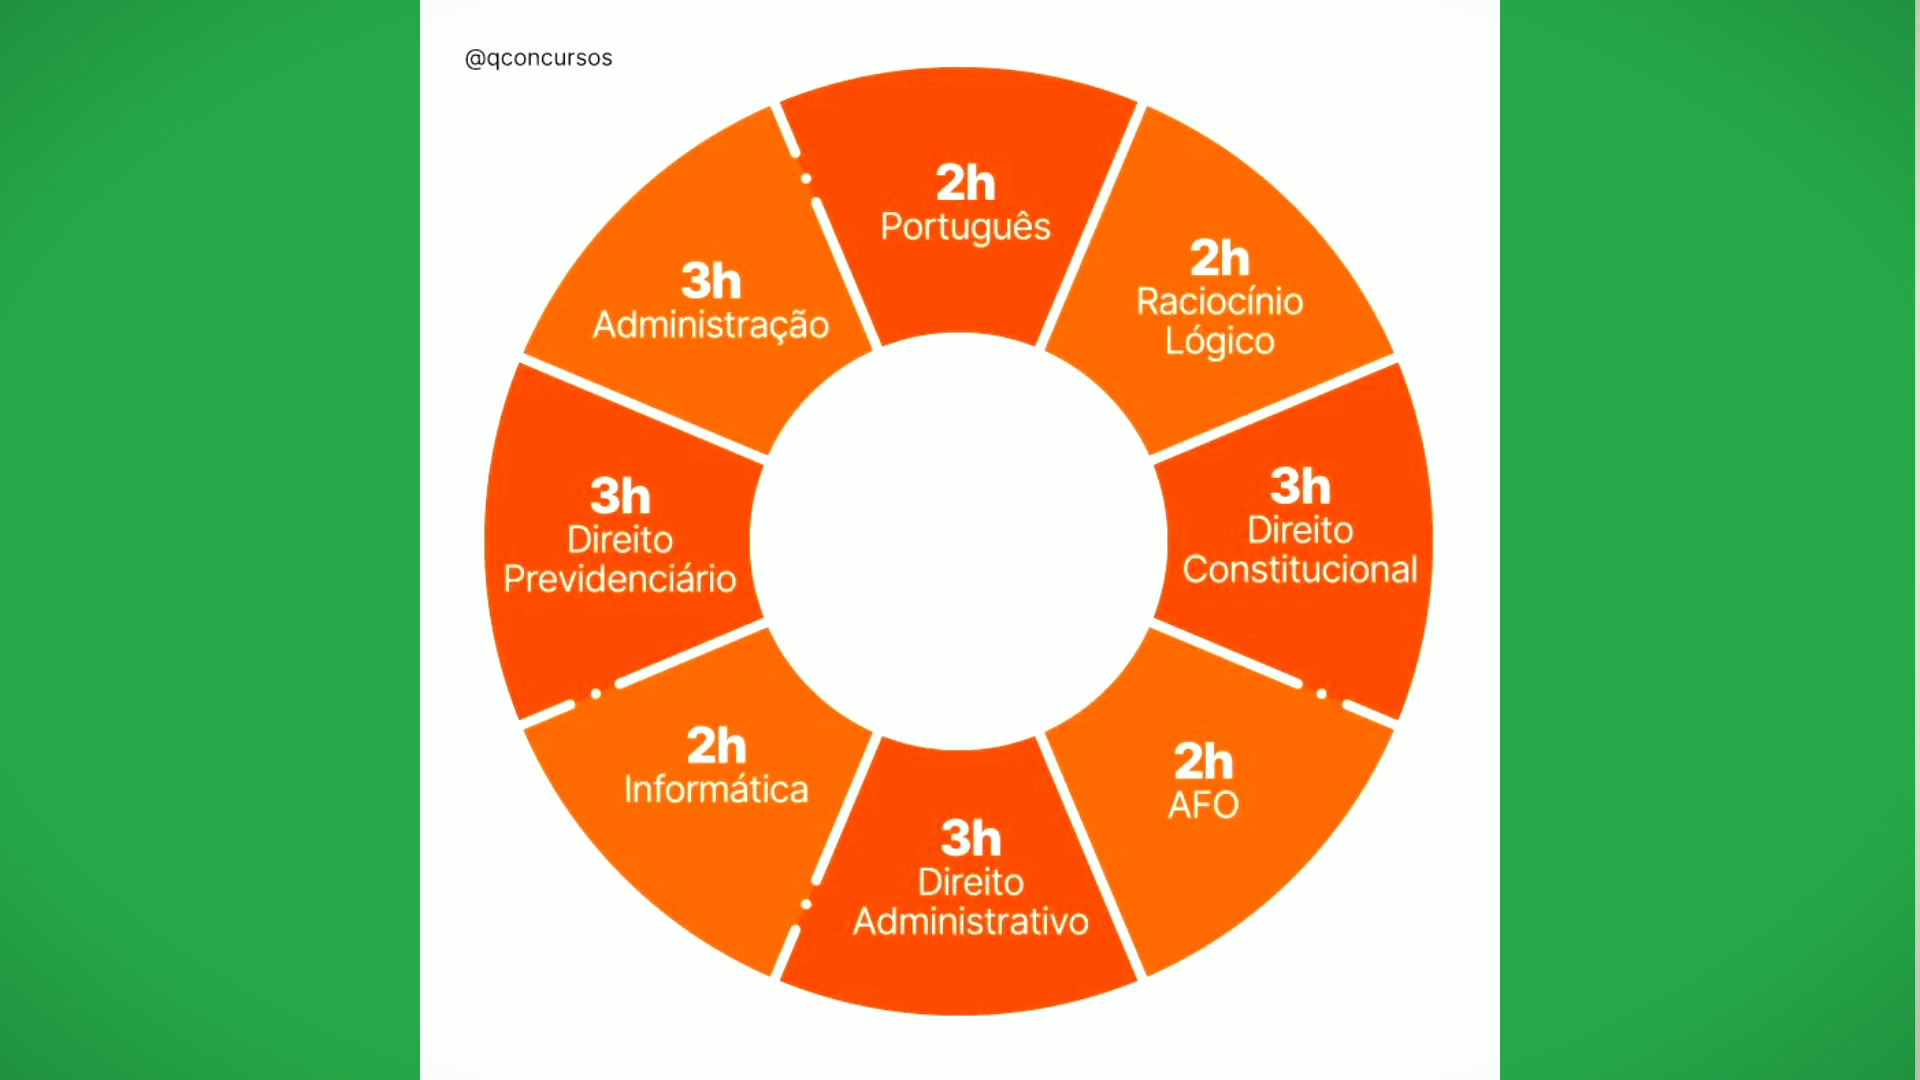 @qconcursos
2h
Português
2h
Raciocínio
Lógico
3h
Direito
Constitucional
2h
AFO
3h
Direito
Administrativo
2h
Informática
3h
Direito
Previdenciário
3h
Administração